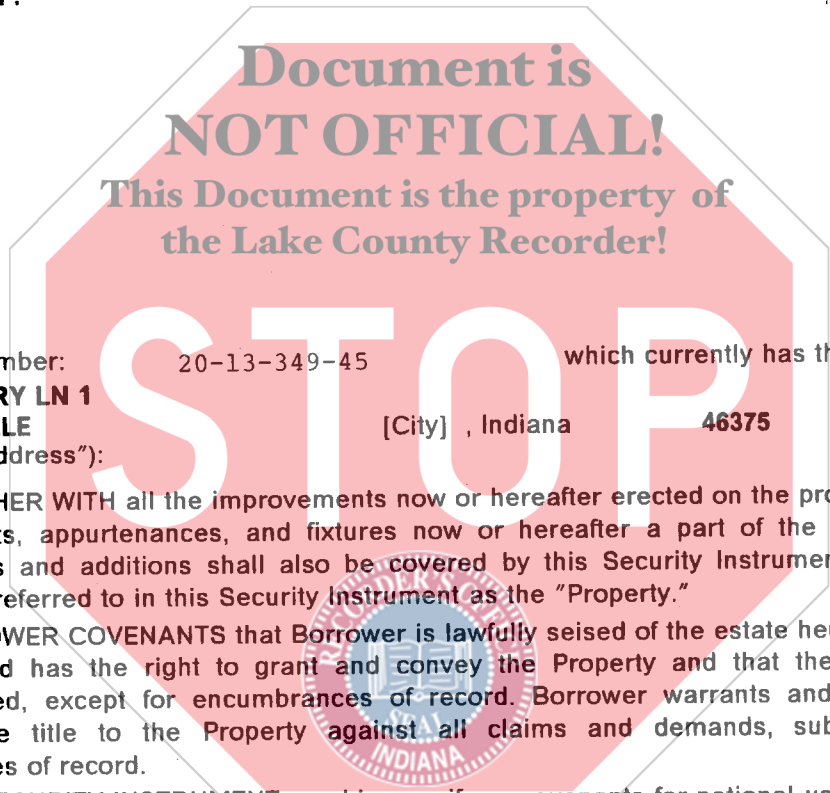 Document is
NOT OFFICIAL!
This Document is the property of
the Lake County Recorder!
STOP
mber: 20-13-349-45 which currently has th
RY LN 1
LE [City] , Indiana 46375
ddress"):
HER WITH all the improvements now or hereafter erected on the pro
ts, appurtenances, and fixtures now or hereafter a part of the
s and additions shall also be covered by this Security Instrumen
referred to in this Security Instrument as the "Property."
OWER COVENANTS that Borrower is lawfully seised of the estate her
d has the right to grant and convey the Property and that the
ed, except for encumbrances of record. Borrower warrants and
e title to the Property against all claims and demands, sub
es of record.
RECORDER'S OFFICE
SEAL
INDIANA